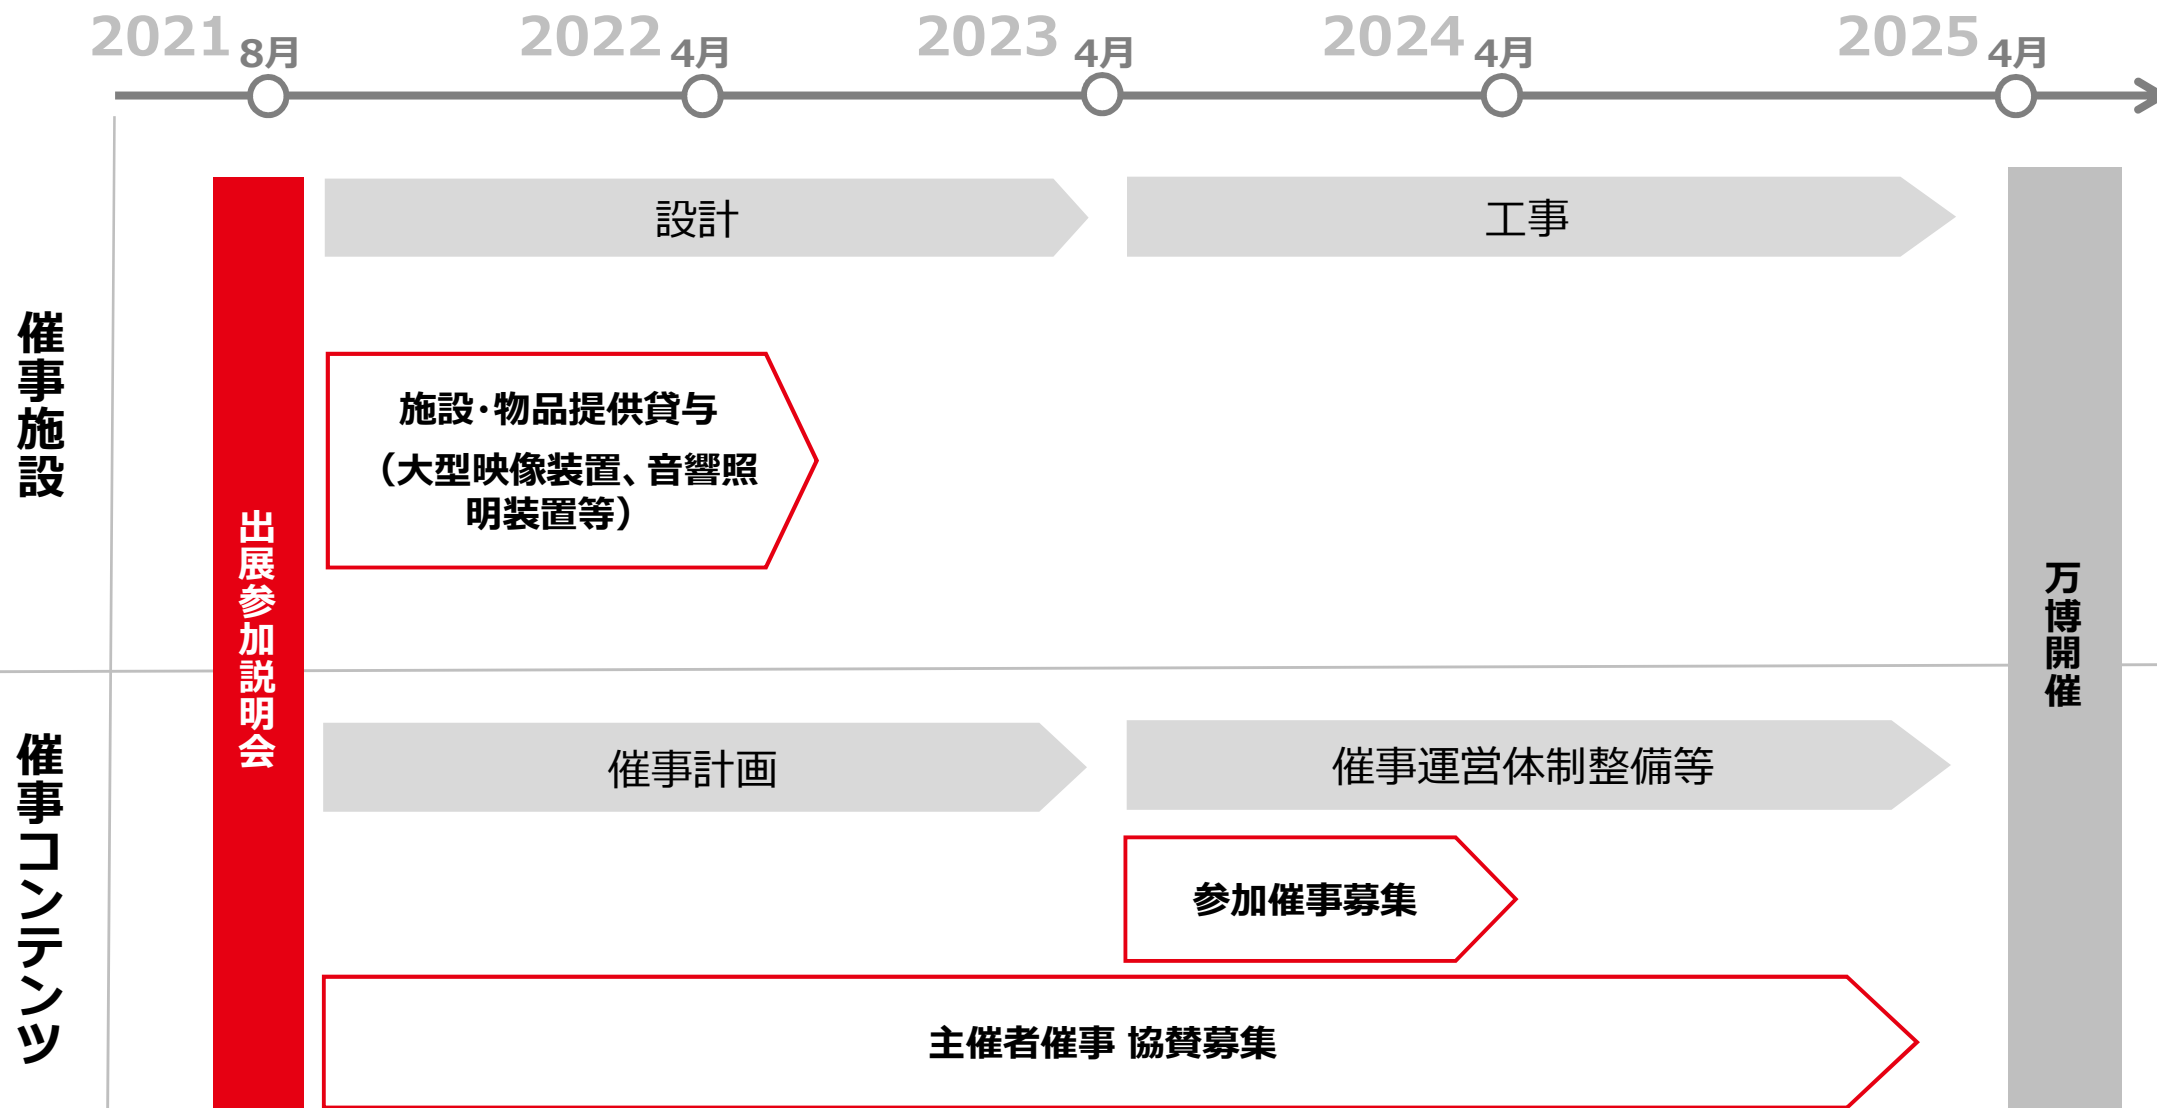 2021 8月
2022 4月
2023 4月
2024 4月
2025 4月
催事施設
出展参加説明会
設計
工事
施設・物品提供貸与
（大型映像装置、音響照
明装置等）
万博開催
催事コンテンツ
催事計画
催事運営体制整備等
参加催事募集
主催者催事 協賛募集